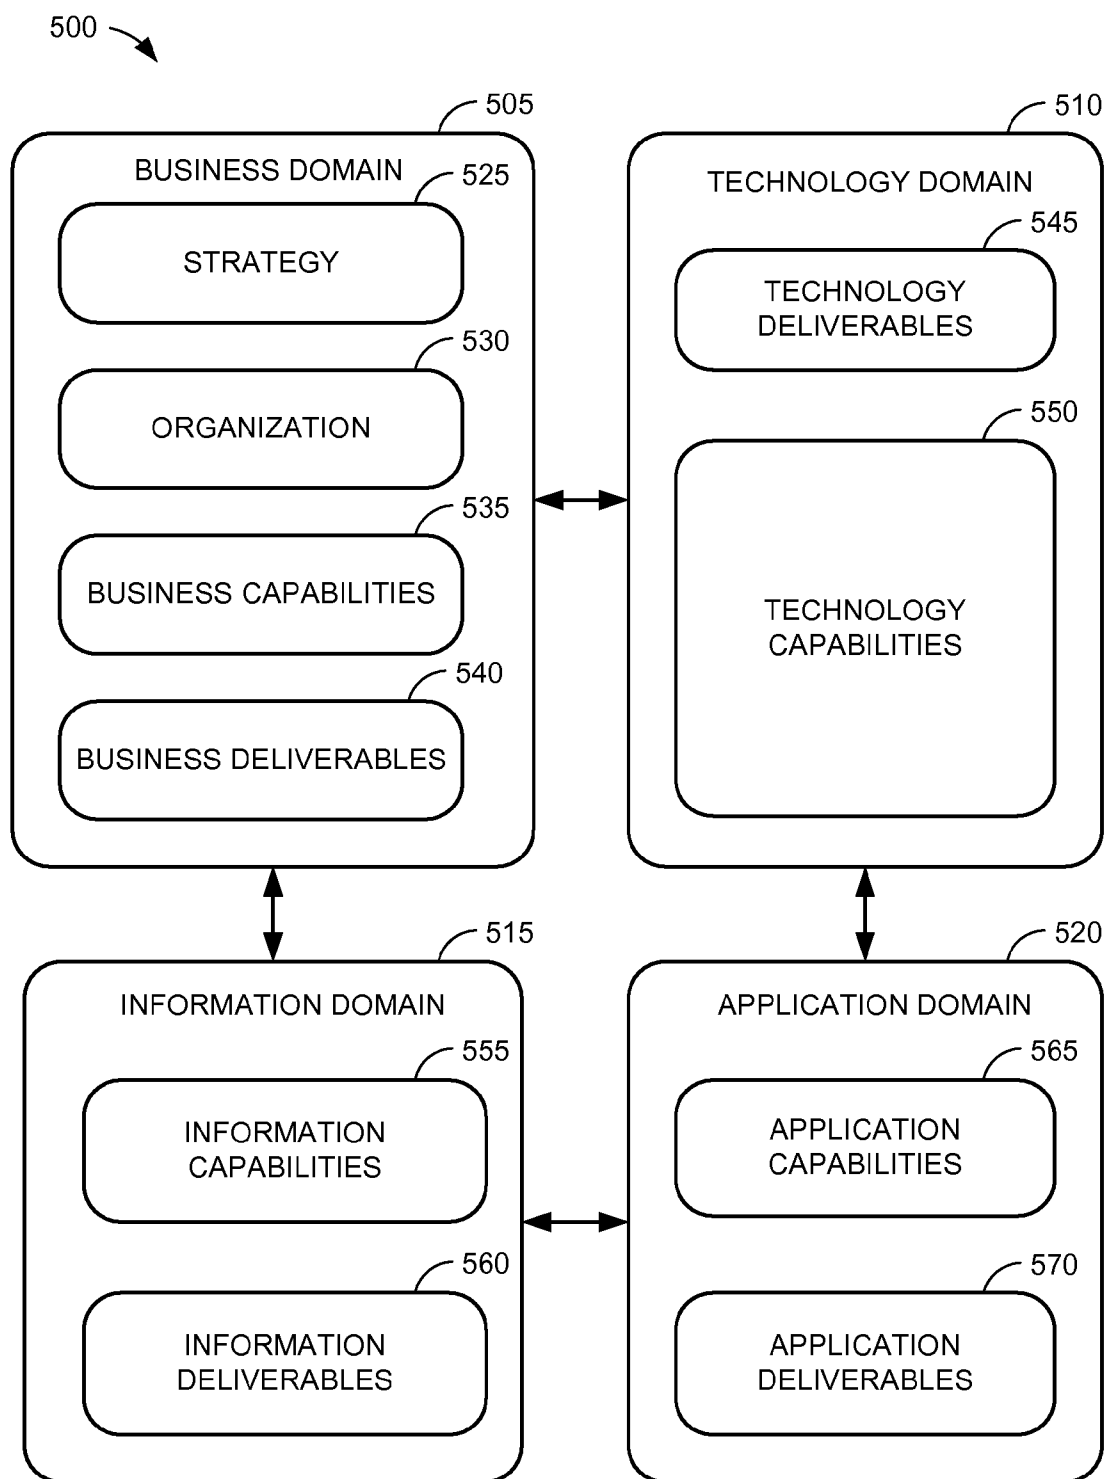 500
505
BUSINESS DOMAIN
525
STRATEGY
530
ORGANIZATION
535
BUSINESS CAPABILITIES
540
BUSINESS DELIVERABLES
510
TECHNOLOGY DOMAIN
545
TECHNOLOGY
DELIVERABLES
550
TECHNOLOGY
CAPABILITIES
515
INFORMATION DOMAIN
555
INFORMATION
CAPABILITIES
560
INFORMATION
DELIVERABLES
520
APPLICATION DOMAIN
565
APPLICATION
CAPABILITIES
570
APPLICATION
DELIVERABLES